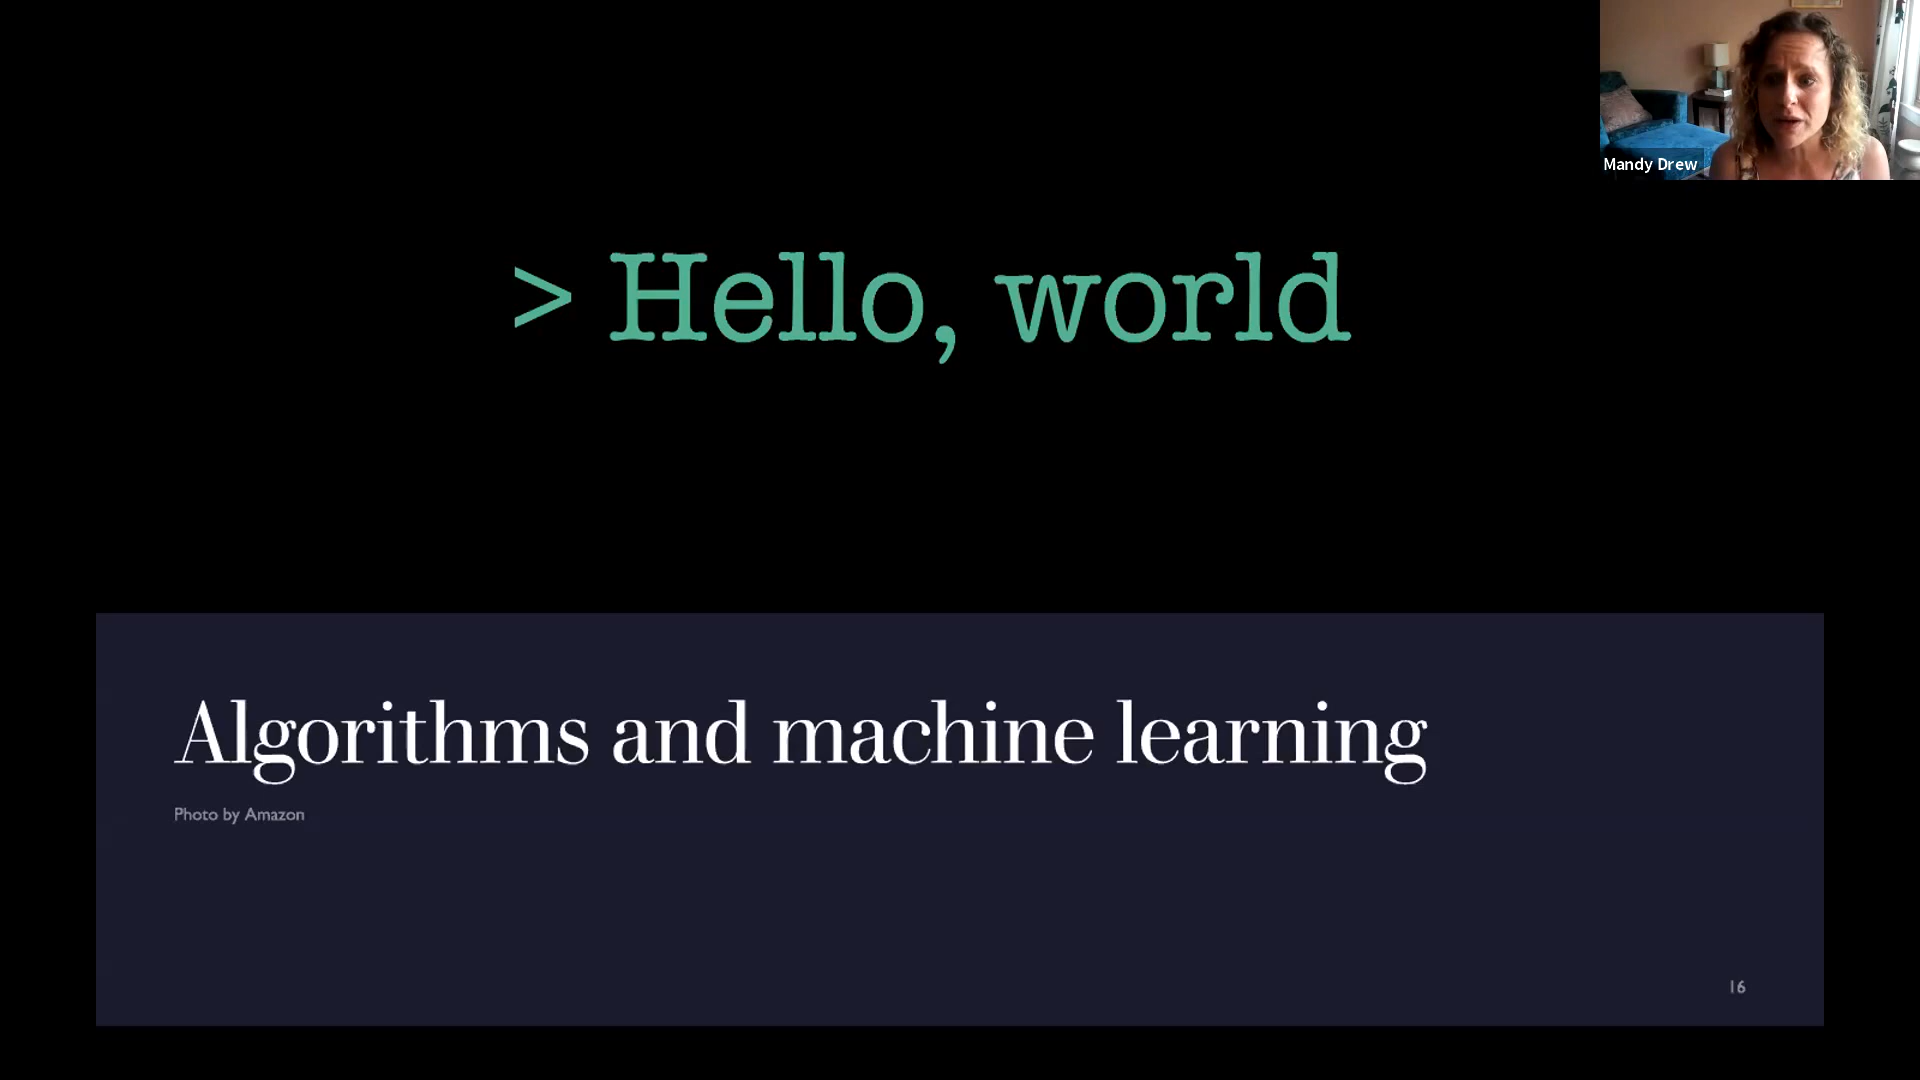 Mandy Drew
> Hello, world
Algorithms and machine learning
Photo by Amazon
16